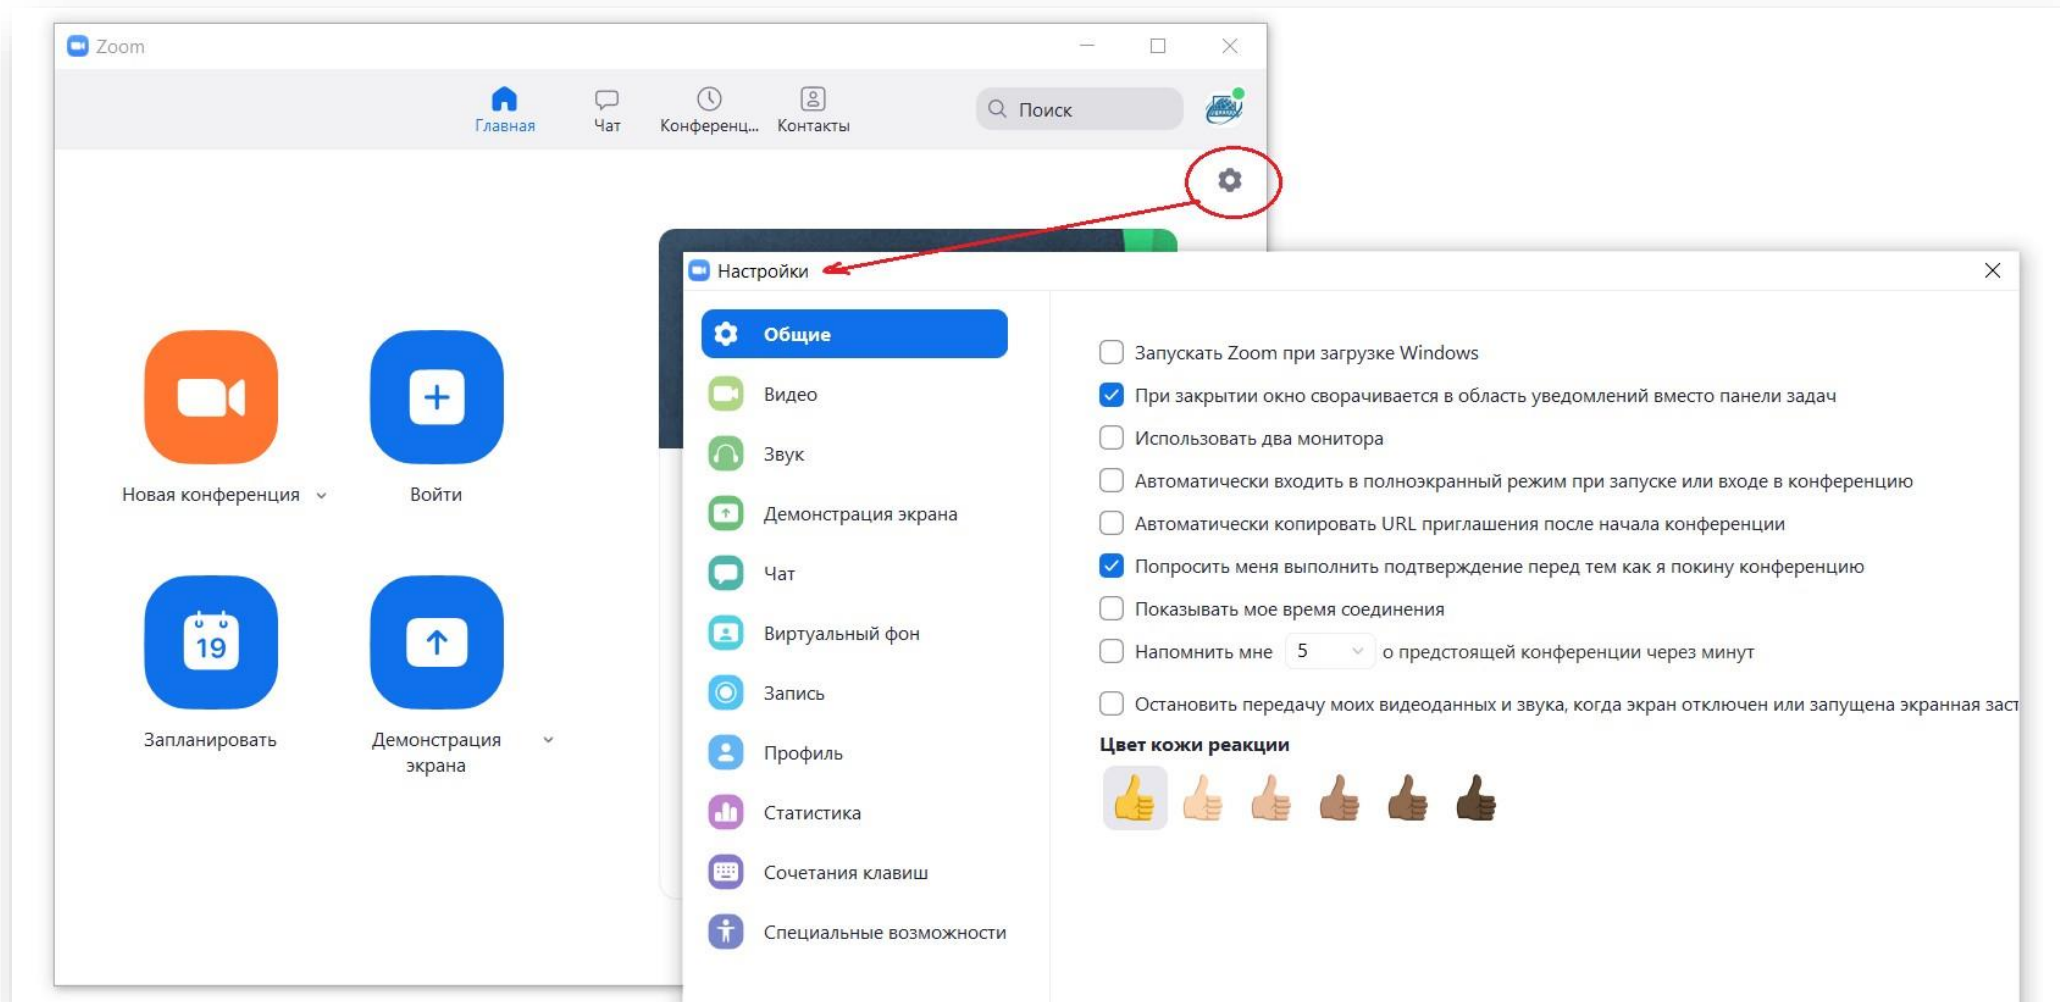 Zoom
Главная
Чат
Конференц...
Контакты
Поиск
Новая конференция
Войти
19
Запланировать
Демонстрация
экрана
Настройки
Общие
Видео
Звук
Демонстрация экрана
Чат
Виртуальный фон
Запись
Профиль
Статистика
Сочетания клавиш
Специальные возможности
Запускать Zoom при загрузке Windows
При закрытии окно сворачивается в область уведомлений вместо панели задач
Использовать два монитора
Автоматически входить в полноэкранный режим при запуске или входе в конференцию
Автоматически копировать URL приглашения после начала конференции
Попросить меня выполнить подтверждение перед тем как я покину конференцию
Показывать мое время соединения
Напомнить мне 5 о предстоящей конференции через минут
Остановить передачу моих видеоданных и звука, когда экран отключен или запущена экранная заст
Цвет кожи реакции